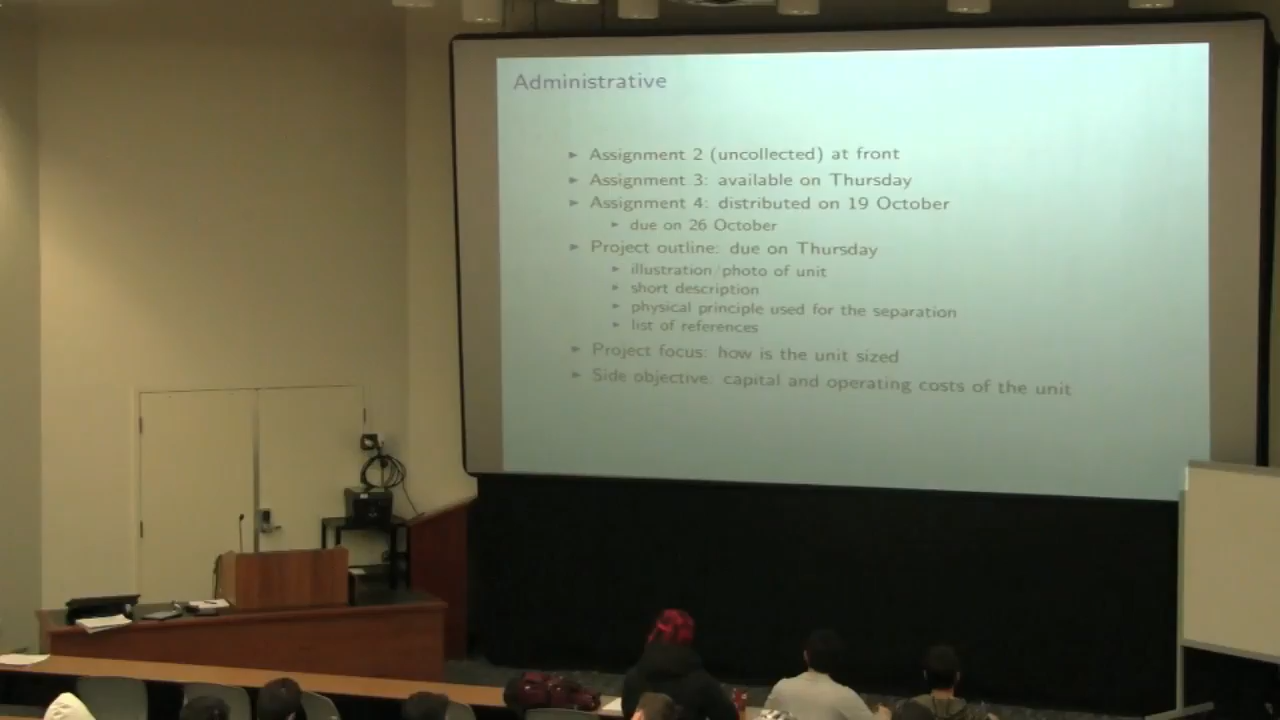 Administrative
► Assignment 2 (uncollected) at front
► Assignment 3: available on Thursday
► Assignment 4: distributed on 19 October
► due on 26 October
► Project outline: due on Thursday
► illustration/photo of unit
► short description
► physical principle used for the separation
► list of references
► Project focus: how is the unit sized
► Side objective: capital and operating costs of the unit